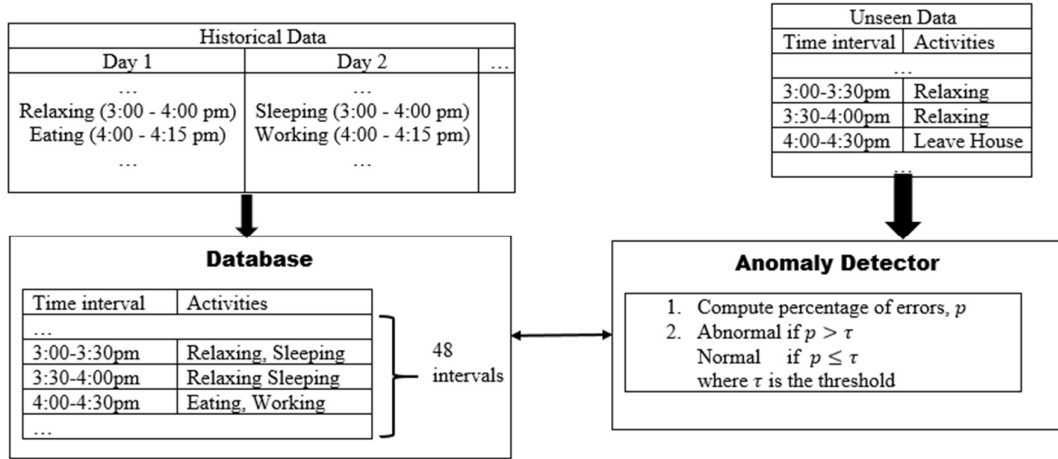 Historical Data
Day 1 Day 2 ...
... ...
Relaxing (3:00 - 4:00 pm) Sleeping (3:00 - 4:00 pm)
Eating (4:00 - 4:15 pm) Working (4:00 - 4:15 pm)
... ...
Unseen Data
Time interval Activities
...
3:00-3:30pm Relaxing
3:30-4:00pm Relaxing
4:00-4:30pm Leave House
...
Database
Time interval Activities
...
3:00-3:30pm Relaxing, Sleeping
3:30-4:00pm Relaxing Sleeping
4:00-4:30pm Eating, Working
...
48
intervals
Anomaly Detector
1. Compute percentage of errors, p
2. Abnormal if p > τ
Normal if p ≤ τ
where τ is the threshold